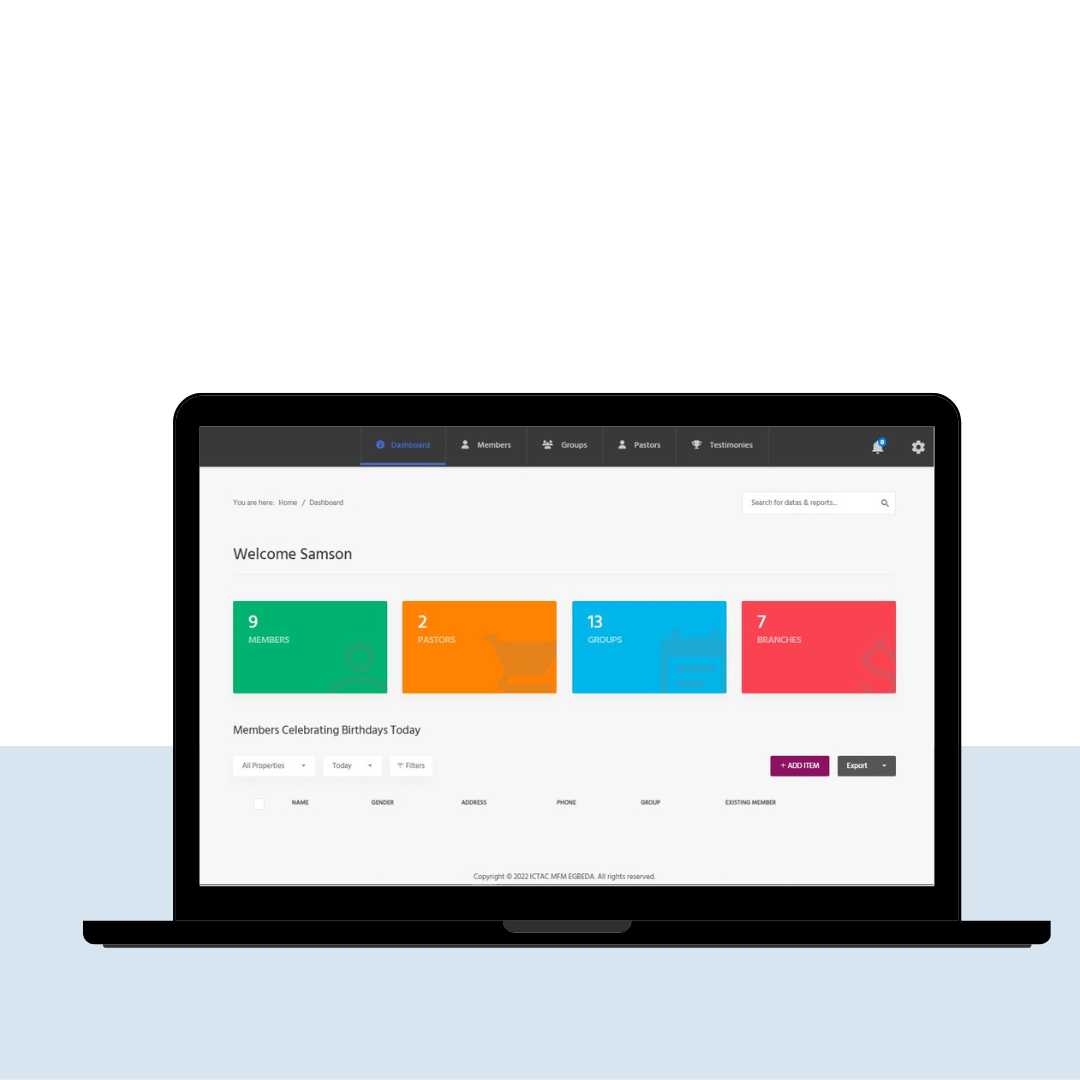 Dashboard Members Groups Pastors Testimonies 0
You are here: Home / Dashboard Search for datas & reports...
Welcome Samson
9 2 13 7
MEMBERS PASTORS GROUPS BRANCHES
Members Celebrating Birthdays Today
All Properties Today Filters + ADD ITEM Export
NAME GENDER ADDRESS PHONE GROUP EXISTING MEMBER
Copyright © 2022 ICTAC MFM EGBEDA. All rights reserved.